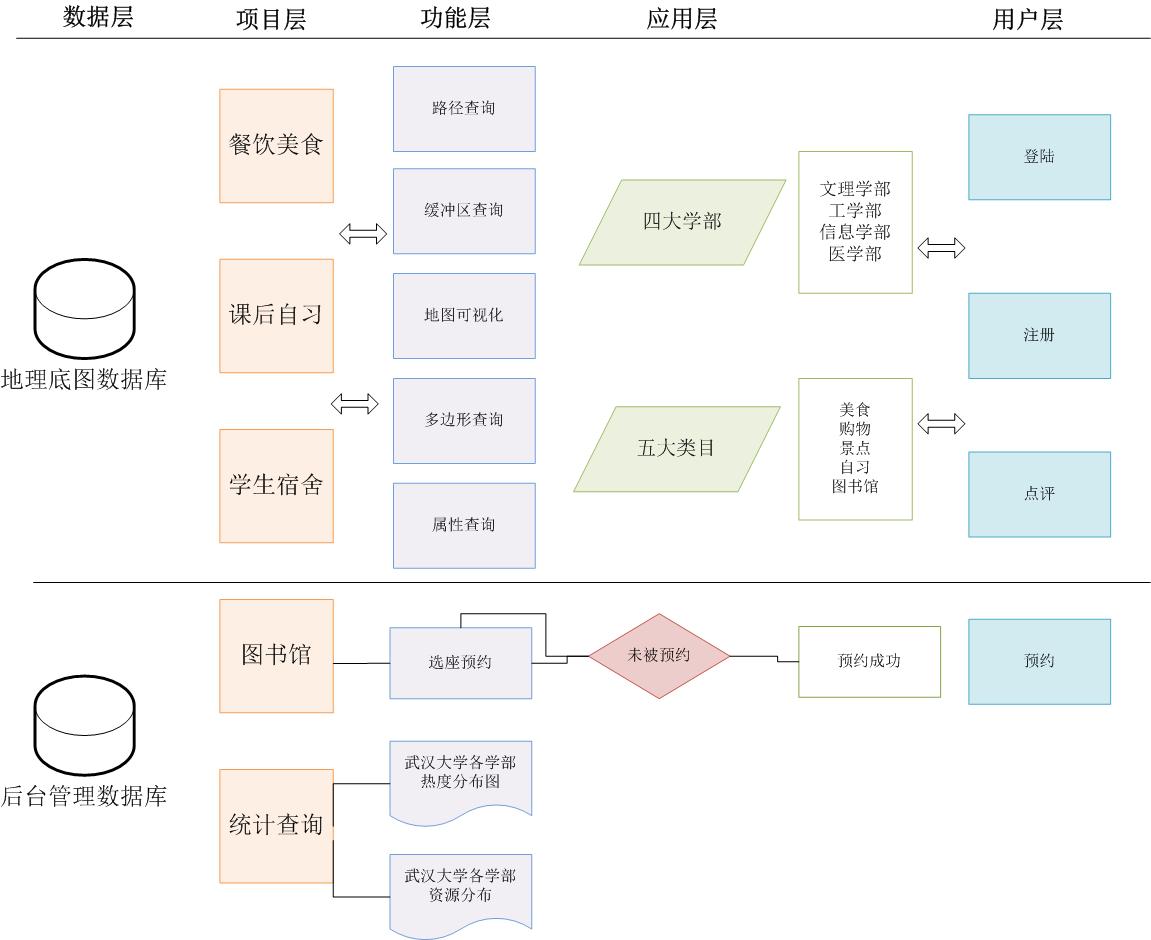 数据层
项目层
功能层
应用层
用户层
地理底图数据库
餐饮美食
课后自习
学生宿舍
路径查询
缓冲区查询
地图可视化
多边形查询
属性查询
四大学部
五大类目
文理学部
工学部
信息学部
医学部
美食
购物
景点
自习
图书馆
登陆
注册
点评
后台管理数据库
图书馆
选座预约
未被预约
预约成功
预约
统计查询
武汉大学各学部
热度分布图
武汉大学各学部
资源分布